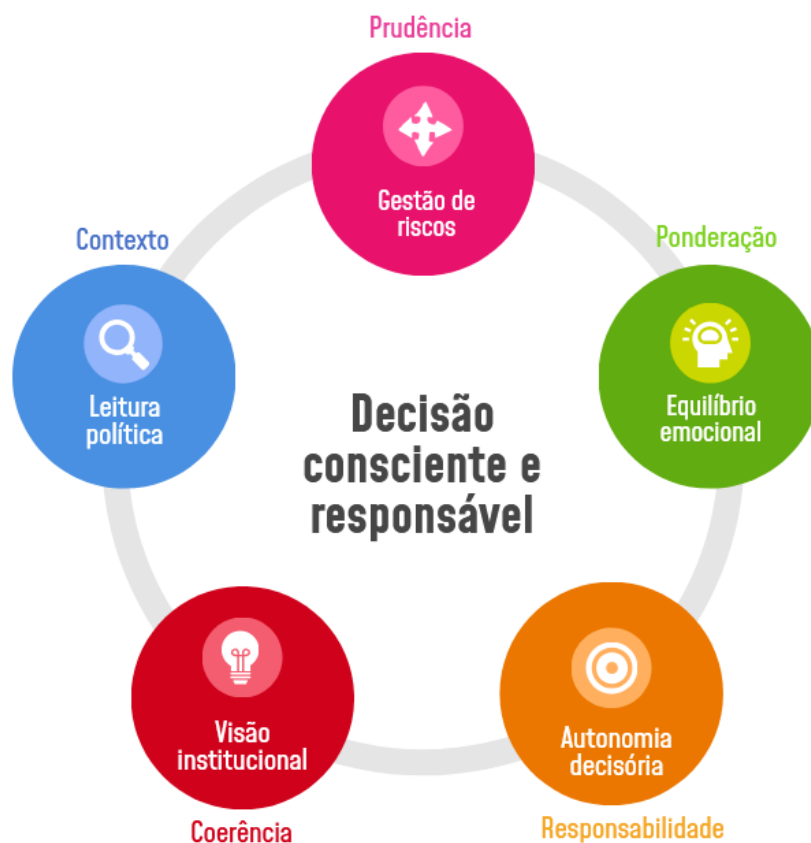 Prudência
Gestão de
riscos
Contexto
Ponderação
Leitura
política
Equilíbrio
emocional
Decisão
consciente e
responsável
Visão
institucional
Autonomia
decisória
Coerência
Responsabilidade